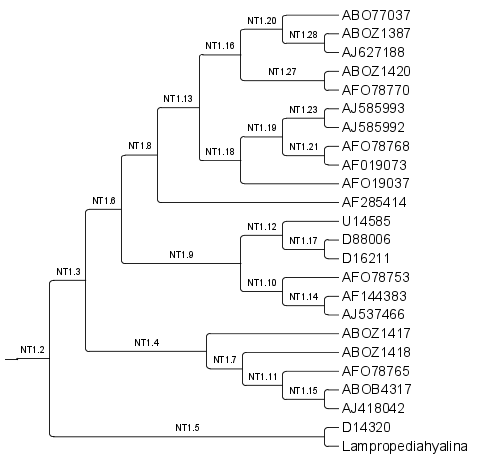 ABO77037
NT1.20
ABOZ1387
NT1.28
NT1.16
AJ627188
ABOZ1420
NT1.27
AFO78770
NT1.13
AJ585993
NT1.23
AJ585992
NT1.19
AFO78768
NT1.8
NT1.18
NT1.21
AF019073
AFO19037
AF285414
NT1.6
U14585
NT1.12
D88006
NT1.17
NT1.9
D16211
NT1.3
AFO78753
NT1.10
AF144383
NT1.14
AJ537466
ABOZ1417
NT1.4
NT1.2
ABOZ1418
NT1.7
AFO78765
NT1.11
ABOB4317
NT1.15
AJ418042
D14320
NT1.5
Lampropediahyalina